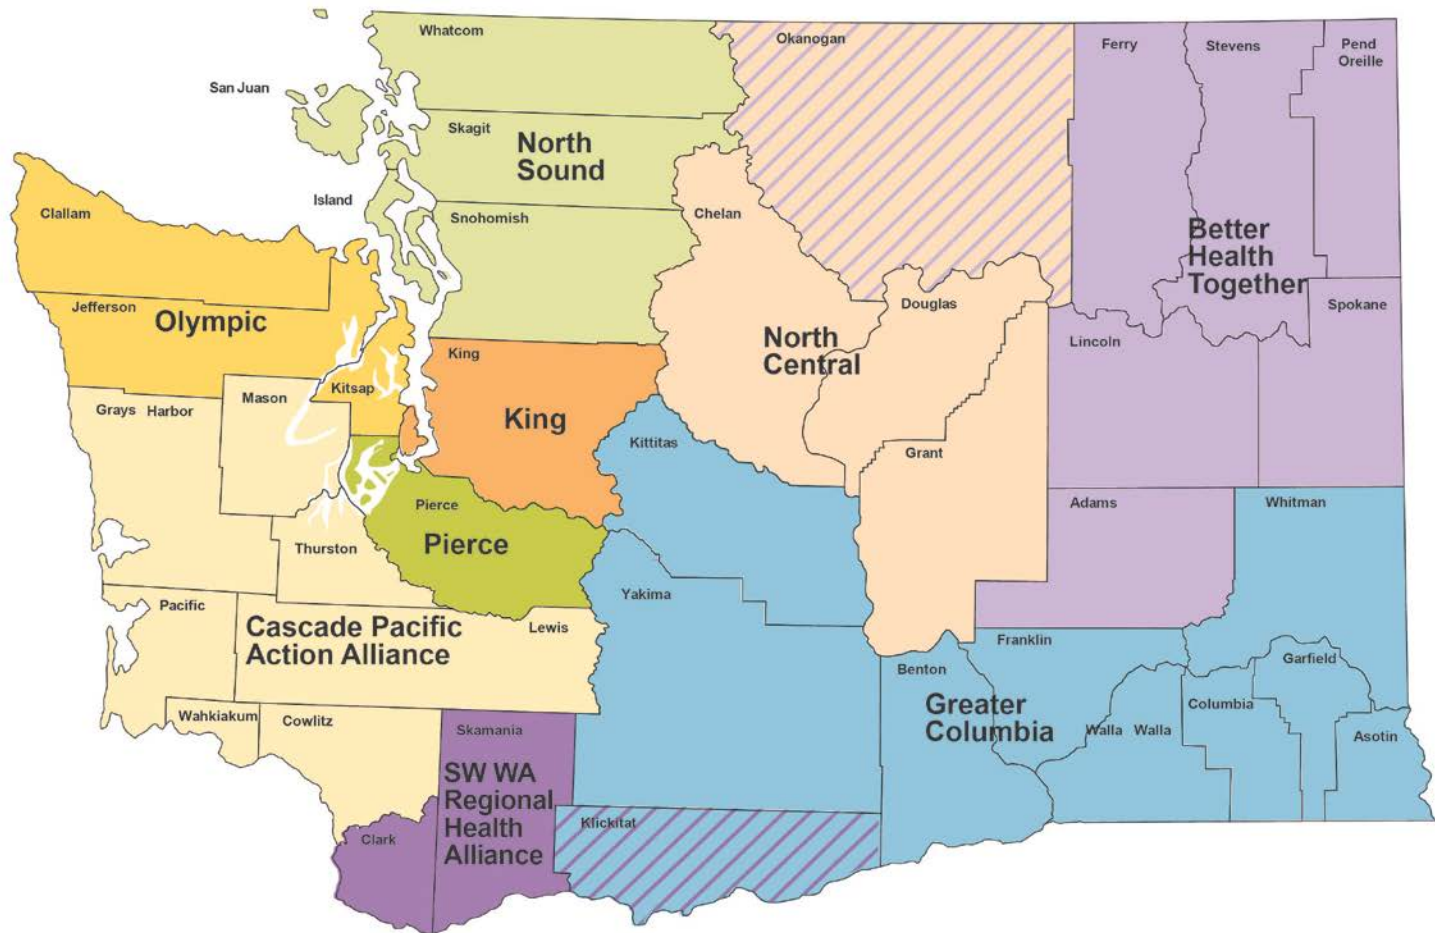 Whatcom
Okanogan
Ferry
Stevens
Pend
Oreille
San Juan
Skagit
North
Sound
Island
Clallam
Snohomish
Chelan
Better
Health
Together
Jefferson
Olympic
Douglas
Spokane
North
Central
Lincoln
King
Kitsap
Mason
Grays Harbor
King
Kittitas
Grant
Pierce
Adams
Whitman
Thurston
Pierce
Yakima
Pacific
Cascade Pacific
Action Alliance
Lewis
Franklin
Garfield
Benton
Greater
Columbia
Columbia
Wahkiakum
Cowlitz
Skamania
Walla Walla
Asotin
SW WA
Regional
Health
Alliance
Klickitat
Clark